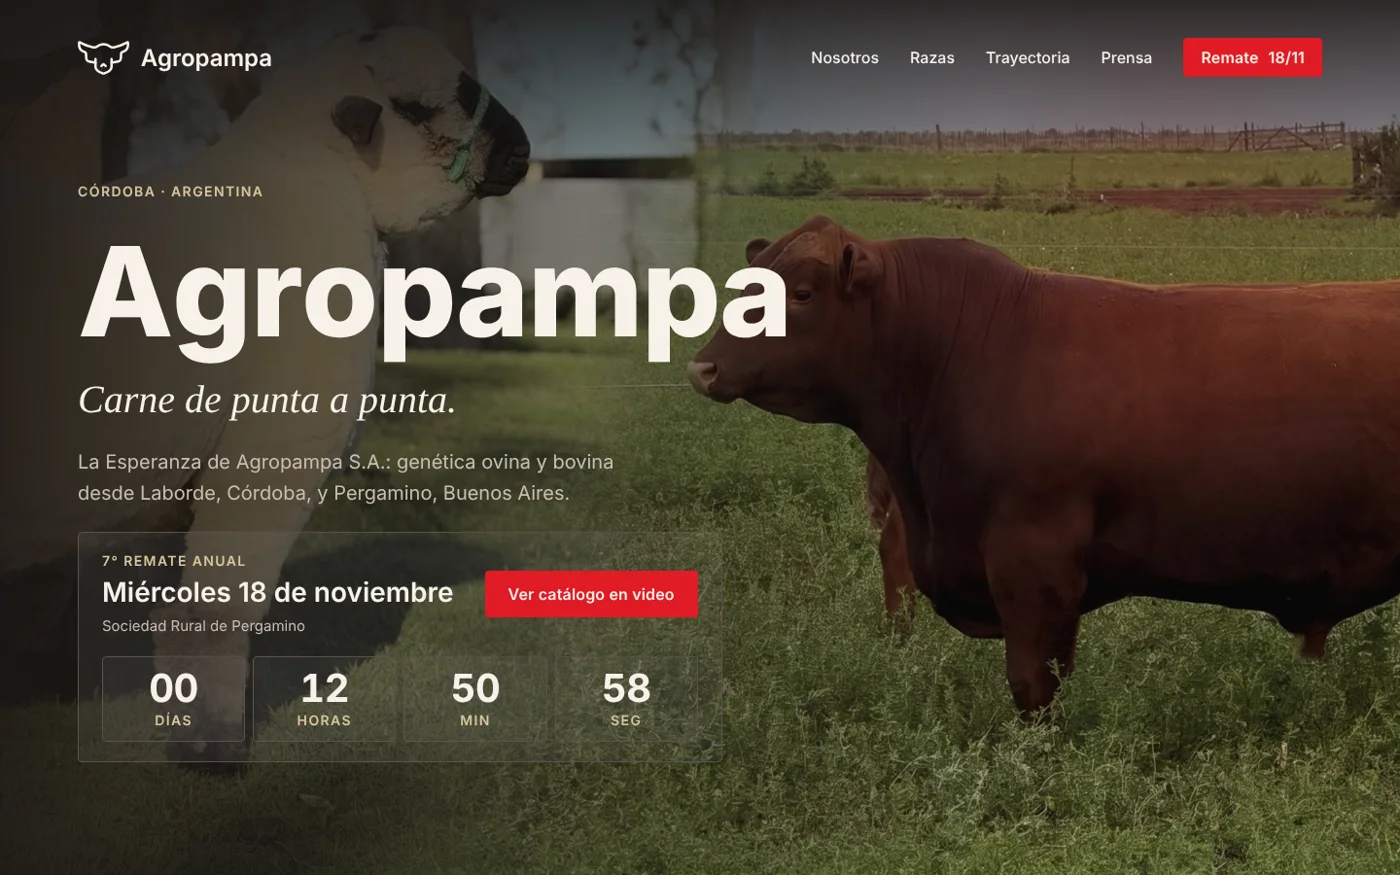 Agropampa
Nosotros
Razas
Trayectoria
Prensa
Remate 18/11
CÓRDOBA · ARGENTINA
Agropampa
Carne de punta a punta.
La Esperanza de Agropampa S.A.: genética ovina y bovina
desde Laborde, Córdoba, y Pergamino, Buenos Aires.
7° REMATE ANUAL
Miércoles 18 de noviembre
Sociedad Rural de Pergamino
Ver catálogo en video
00
DÍAS
12
HORAS
50
MIN
58
SEG